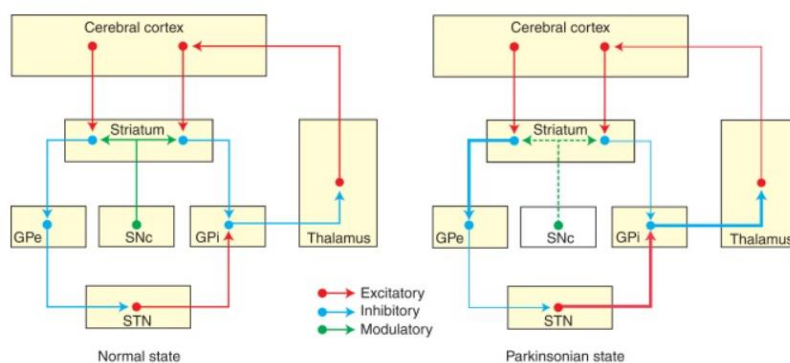 Cerebral cortex
Striatum
GPe
SNc
GPi
Thalamus
STN
Normal state
Excitatory
Inhibitory
Modulatory
Cerebral cortex
Striatum
GPe
SNc
GPi
Thalamus
STN
Parkinsonian state